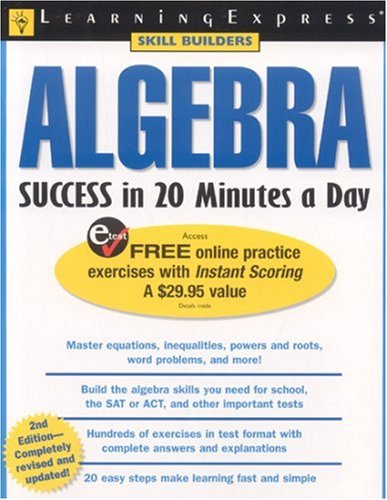 LearningExpress®
SKILL BUILDERS
ALGEBRA
SUCCESS in 20 Minutes a Day
e test
Access
FREE online practice
exercises with Instant Scoring
A $29.95 value
Details inside
Master equations, inequalities, powers and roots,
word problems, and more!
Build the algebra skills you need for school,
the SAT or ACT, and other important tests
2nd
Edition—
Completely
revised and
updated!
Hundreds of exercises in test format with
complete answers and explanations
20 easy steps make learning fast and simple